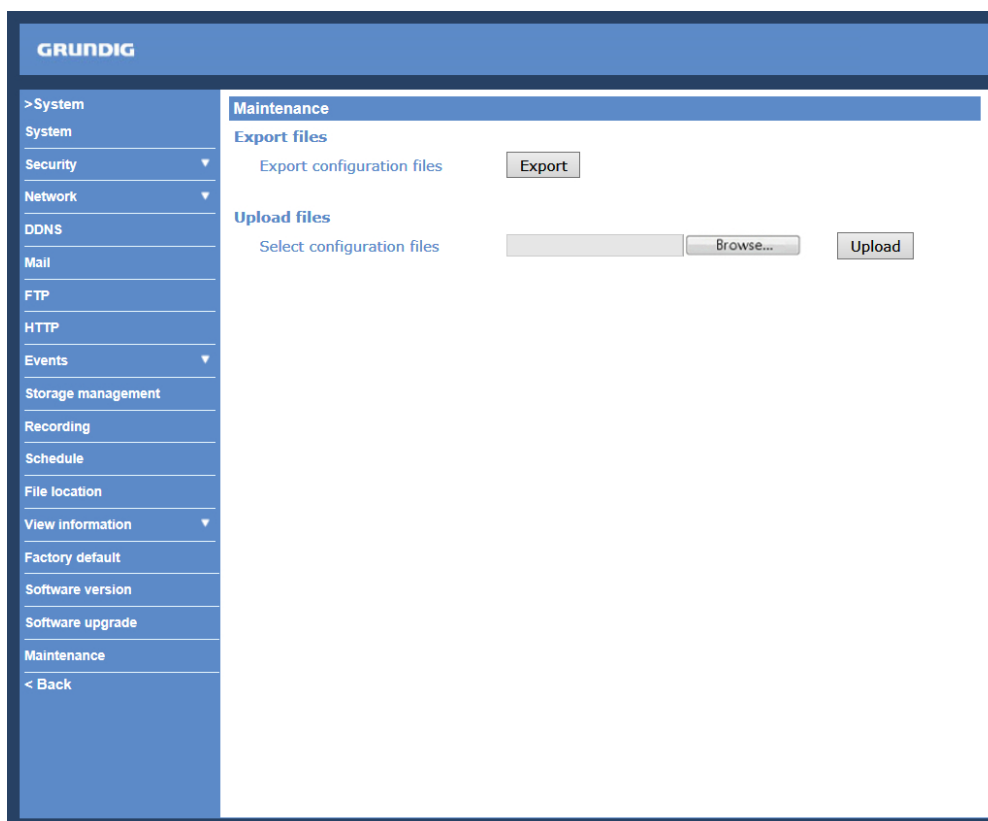 GRUNDIG
>System
System
Security
Network
DDNS
Mail
FTP
HTTP
Events
Storage management
Recording
Schedule
File location
View information
Factory default
Software version
Software upgrade
Maintenance
< Back
Maintenance
Export files
Export configuration files Export
Upload files
Select configuration files Browse... Upload